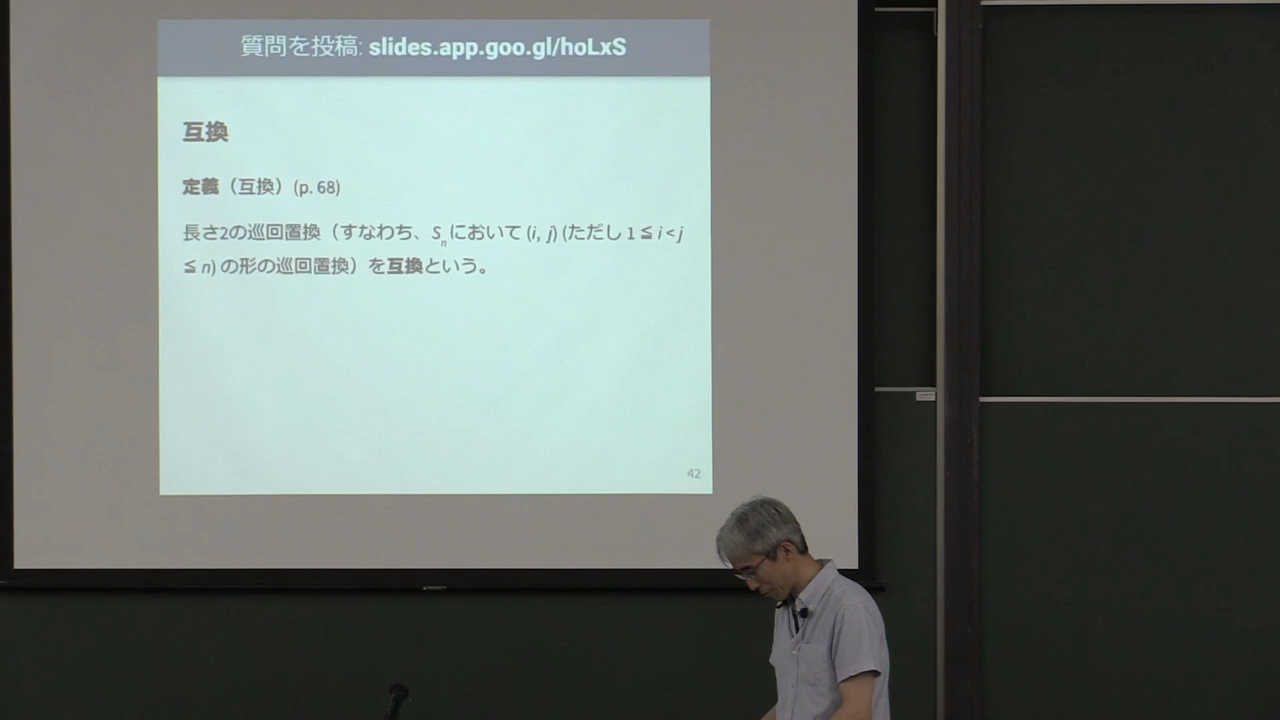 質問を投稿: slides.app.goo.gl/hoLxS
互換
定義（互換）(p. 68)
長さ2の巡回置換（すなわち、Snにおいて (i, j) (ただし 1 ≦ i < j
≦ n) の形の巡回置換）を互換という。
42